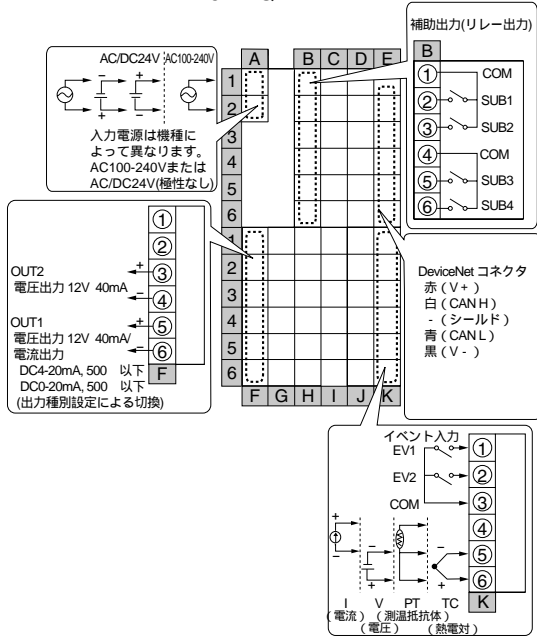 補助出力(リレー出力)
B
① COM
② SUB1
③ SUB2
④ COM
⑤ SUB3
⑥ SUB4
AC/DC24V AC100-240V
- + + -
入力電源は機種に
よって異なります。
AC100-240Vまたは
AC/DC24V(極性なし)
A B C D E
1
2
3
4
5
6
1
2
3
4
5
6
F G H I J K
①
②
OUT2 + ③
電圧出力 12V 40mA - ④
OUT1 + ⑤
電圧出力 12V 40mA/ - ⑥
電流出力
DC4-20mA, 500 以下 F
DC0-20mA, 500 以下
(出力種別設定による切換)
DeviceNet コネクタ
赤 ( V + )
白 ( CAN H )
- ( シールド )
青 ( CAN L )
黒 ( V - )
イベント入力
EV1 ①
EV2 ②
COM ③
④
⑤
⑥
+ - - + - +
I V PT TC K
( 電流 ) ( 測温抵抗体 )
( 電圧 ) ( 熱電対 )